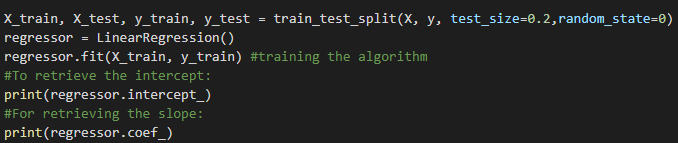 X_train, X_test, y_train, y_test = train_test_split(X, y, test_size=0.2,random_state=0)
regressor = LinearRegression()
regressor.fit(X_train, y_train) #training the algorithm
#To retrieve the intercept:
print(regressor.intercept_)
#For retrieving the slope:
print(regressor.coef_)